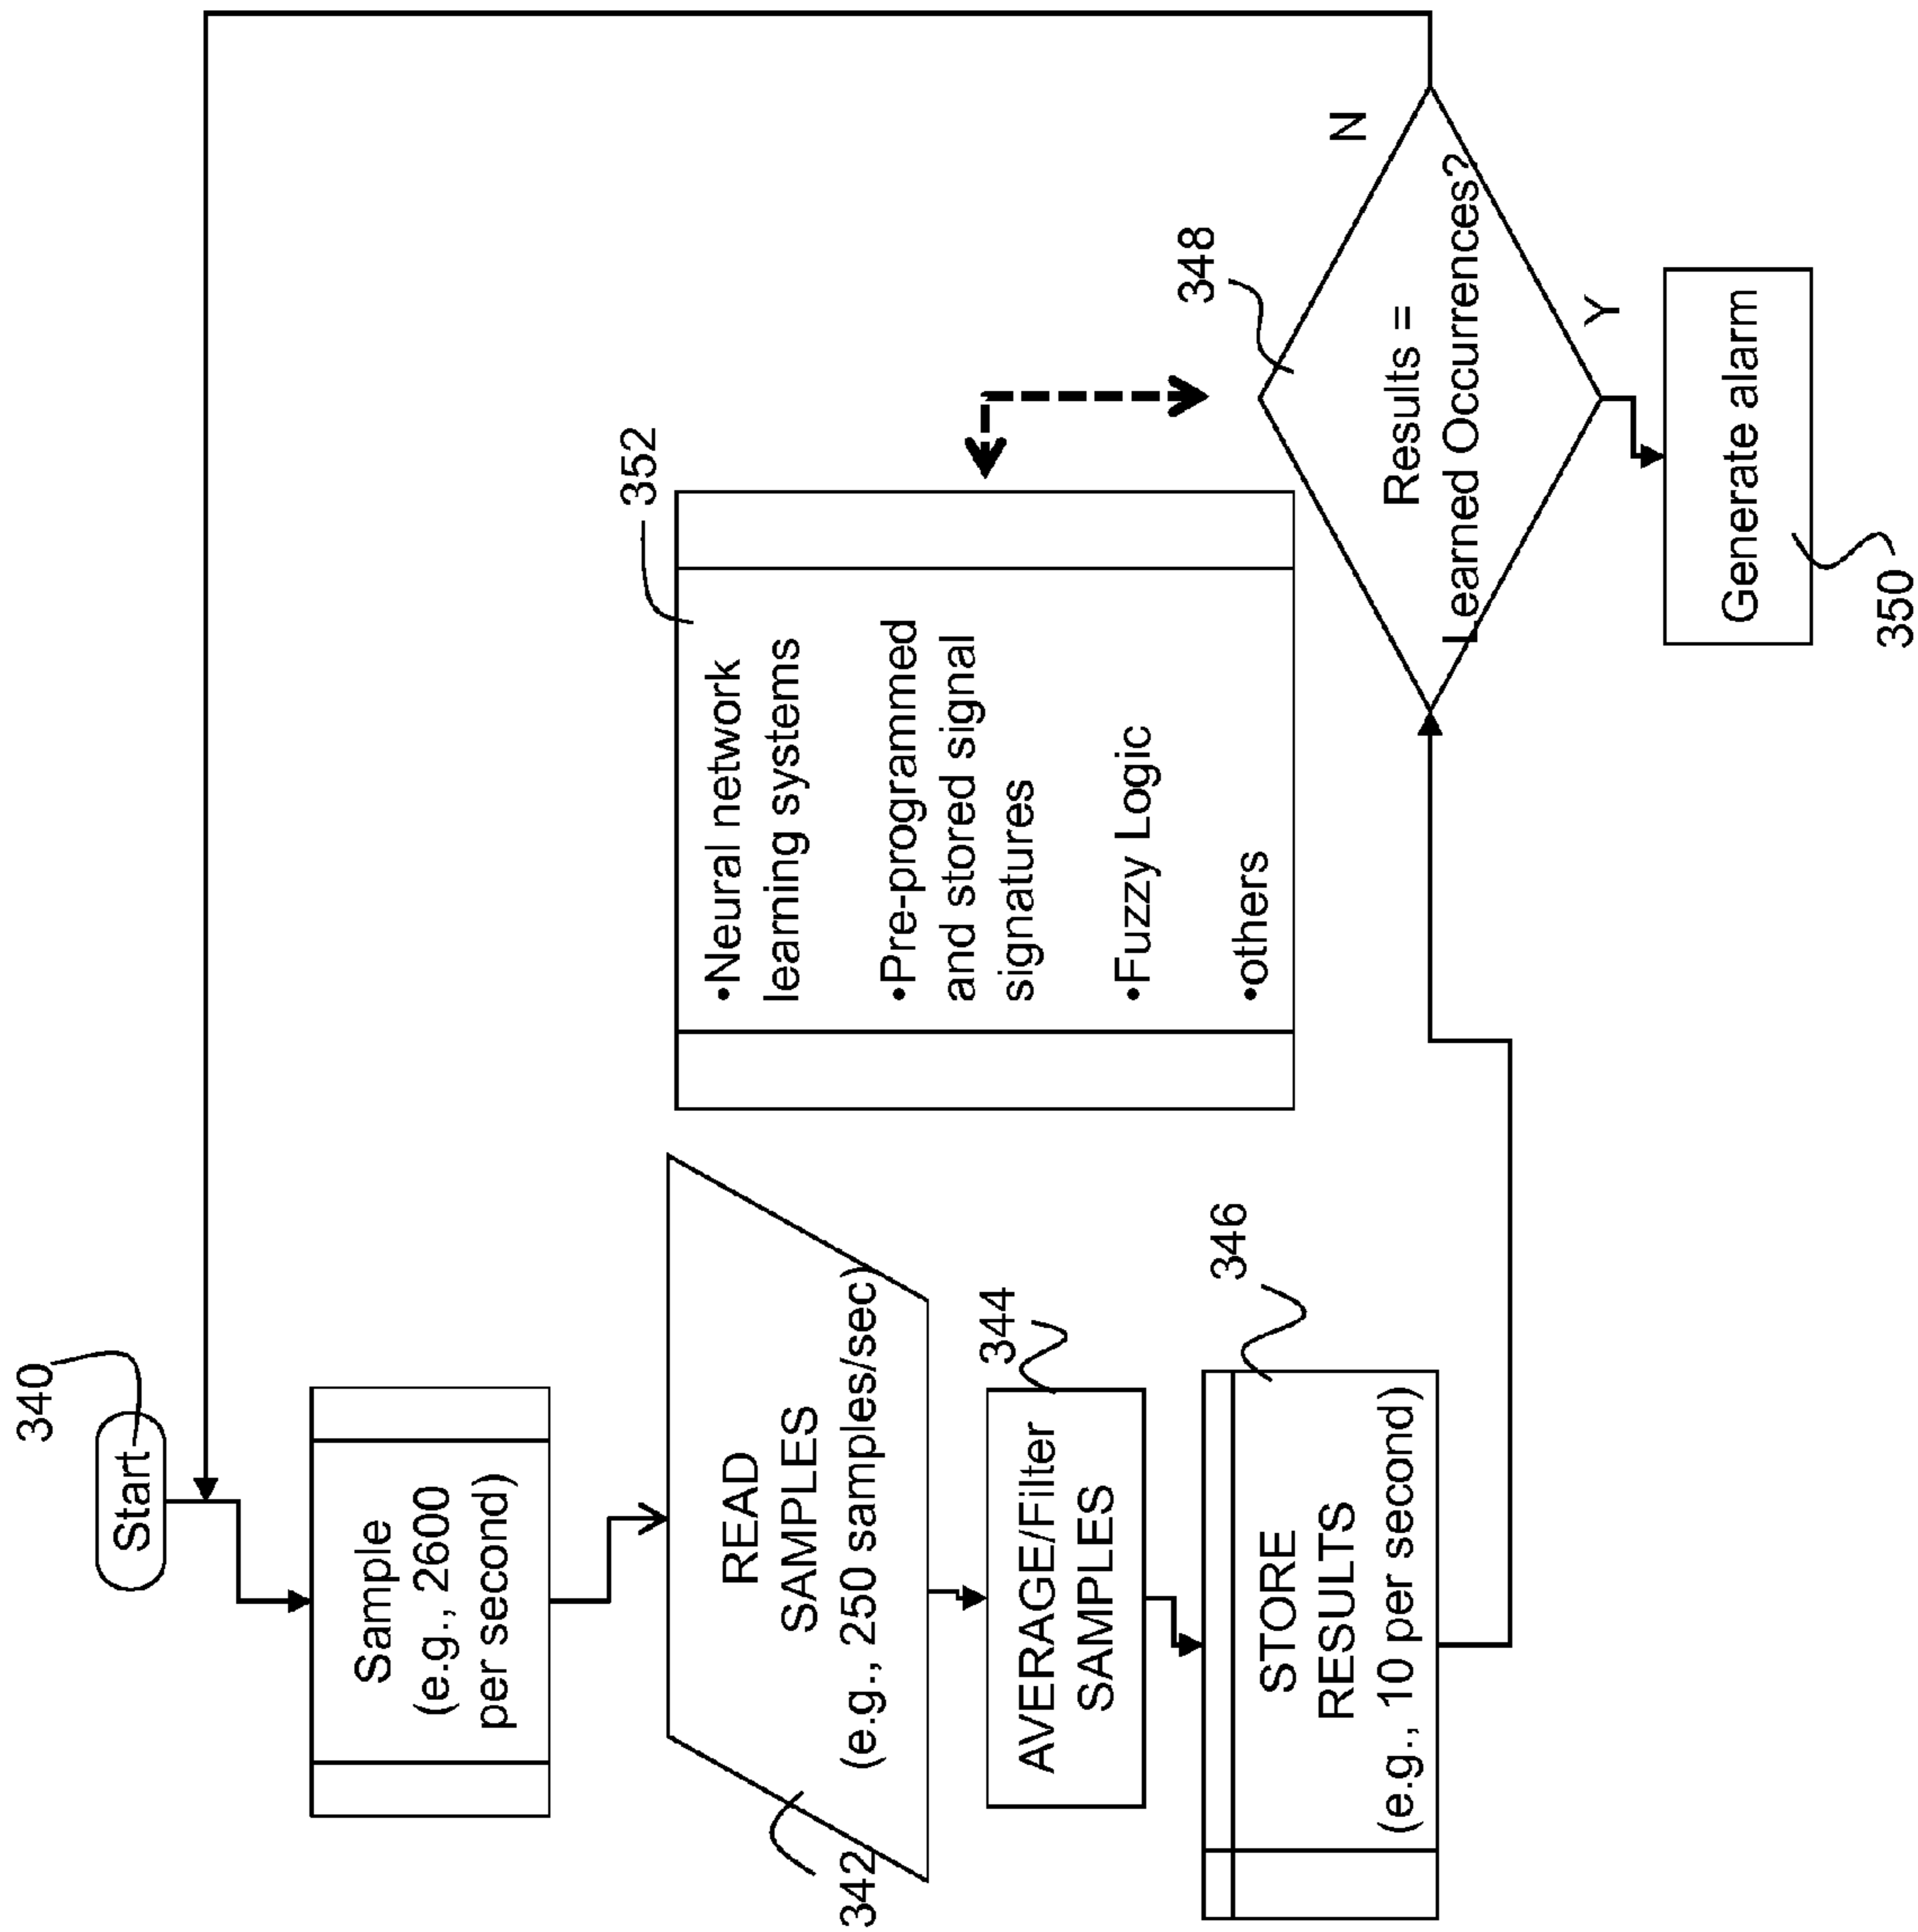 340
Start
Sample
(e.g., 2600
per second)
342
READ
SAMPLES
(e.g., 250 samples/sec)
344
AVERAGE/Filter
SAMPLES
346
STORE
RESULTS
(e.g., 10 per second)
352
•Neural network
learning systems
•Pre-programmed
and stored signal
signatures
•Fuzzy Logic
•others
348
Results =
Learned Occurrences?
N
Y
Generate alarm
350